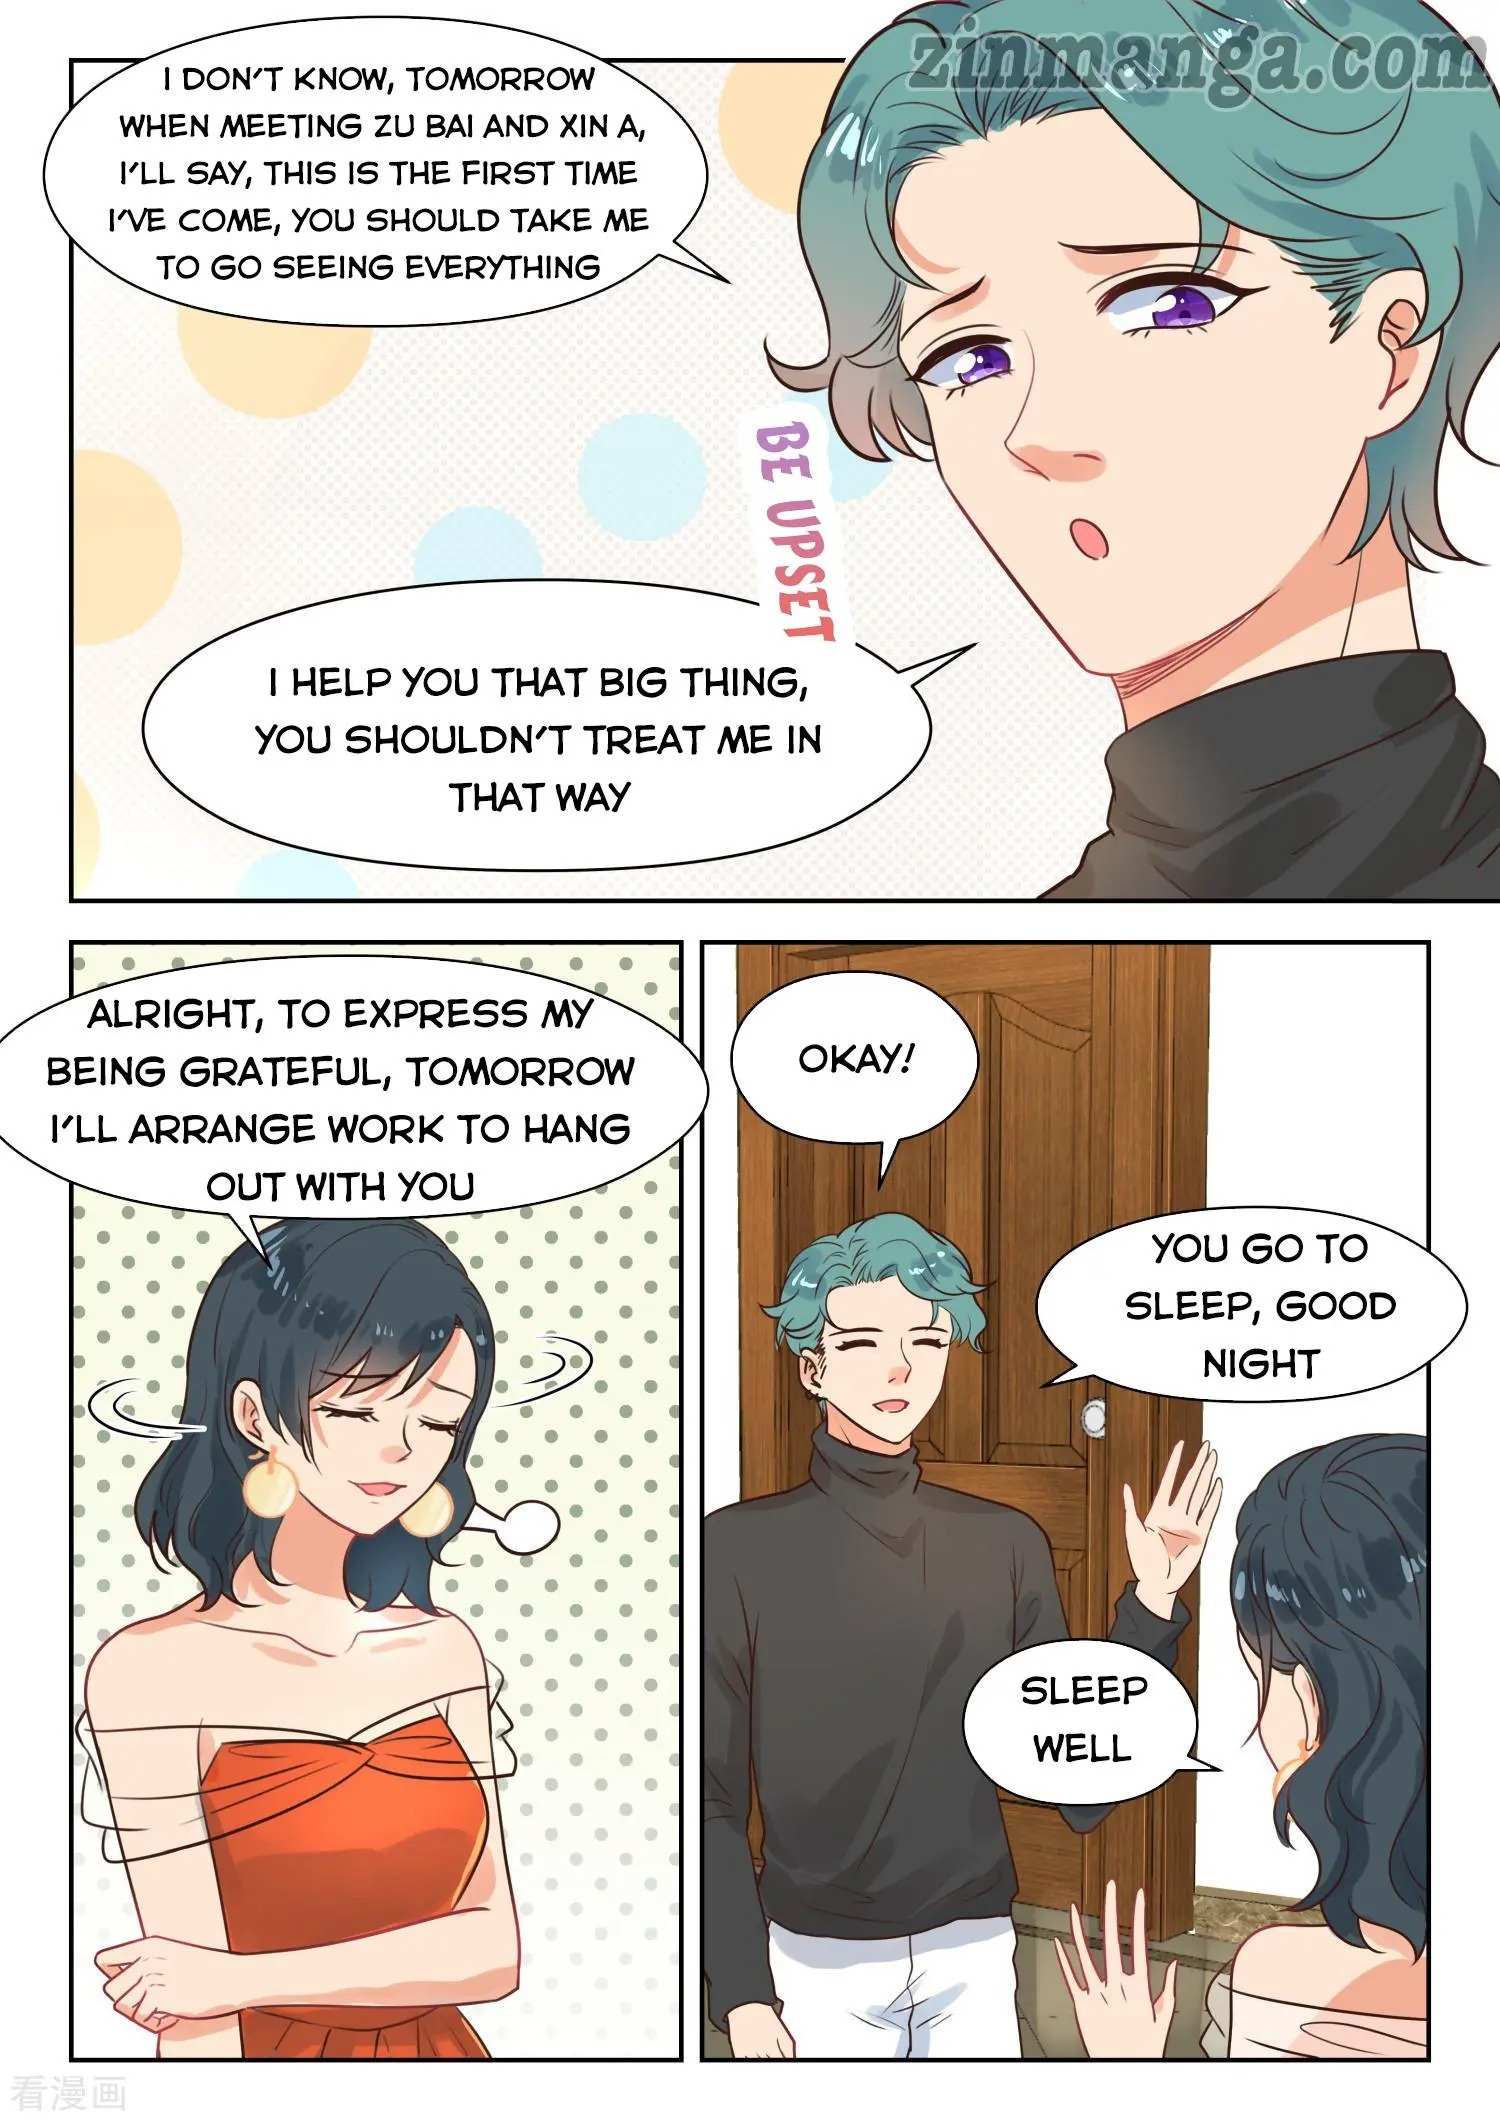 zinmanga.com
I DON'T KNOW, TOMORROW
WHEN MEETING ZU BAI AND XIN A,
I'LL SAY, THIS IS THE FIRST TIME
I'VE COME, YOU SHOULD TAKE ME
TO GO SEEING EVERYTHING
BE UPSET
I HELP YOU THAT BIG THING,
YOU SHOULDN'T TREAT ME IN
THAT WAY
ALRIGHT, TO EXPRESS MY
BEING GRATEFUL, TOMORROW
I'LL ARRANGE WORK TO HANG
OUT WITH YOU
OKAY!
YOU GO TO
SLEEP, GOOD
NIGHT
SLEEP
WELL
看漫画